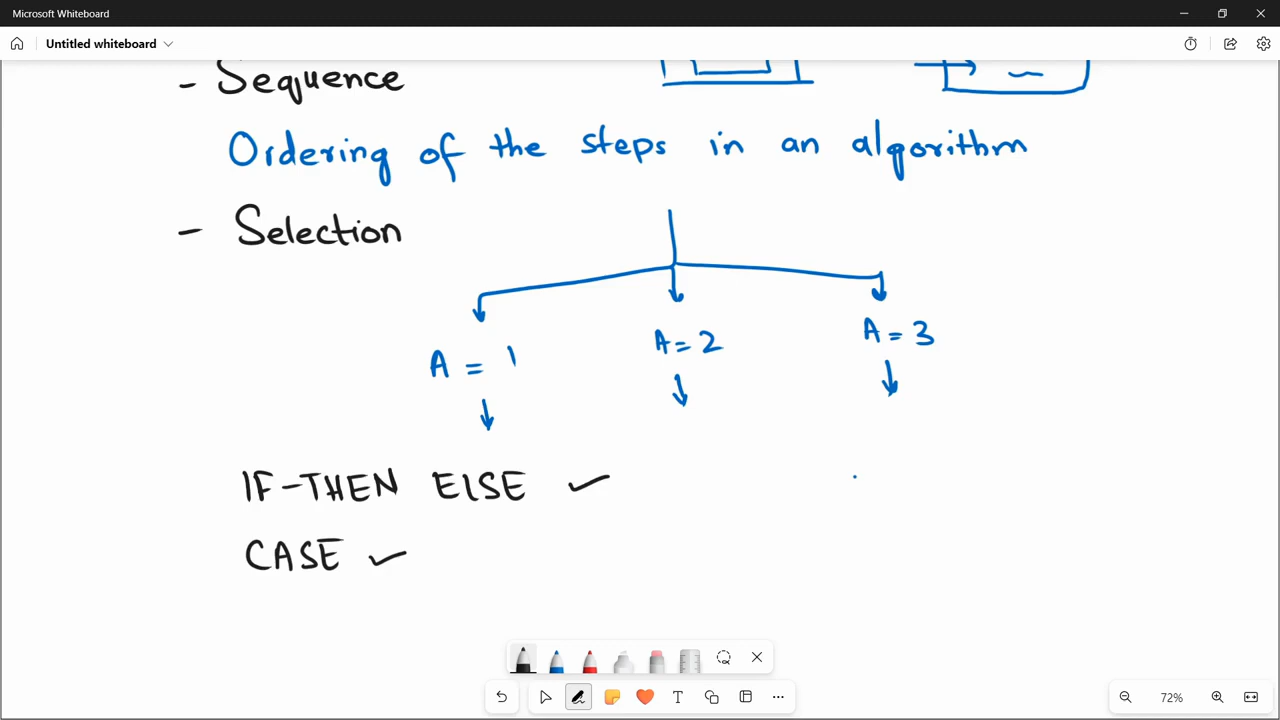 Microsoft Whiteboard
Untitled whiteboard
- Sequence
Ordering of the steps in an algorithm
- Selection
A = 1
A = 2
A = 3
IF-THEN ELSE ✓
CASE ✓
72%